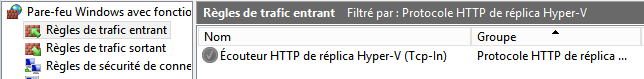 Pare-feu Windows avec fonction
Règles de trafic entrant
Règles de trafic sortant
Règles de sécurité de conne
Règles de trafic entrant Filtré par : Protocole HTTP de réplica Hyper-V
Nom Groupe
Écouteur HTTP de réplica Hyper-V (Tcp-In) Protocole HTTP de réplica ...